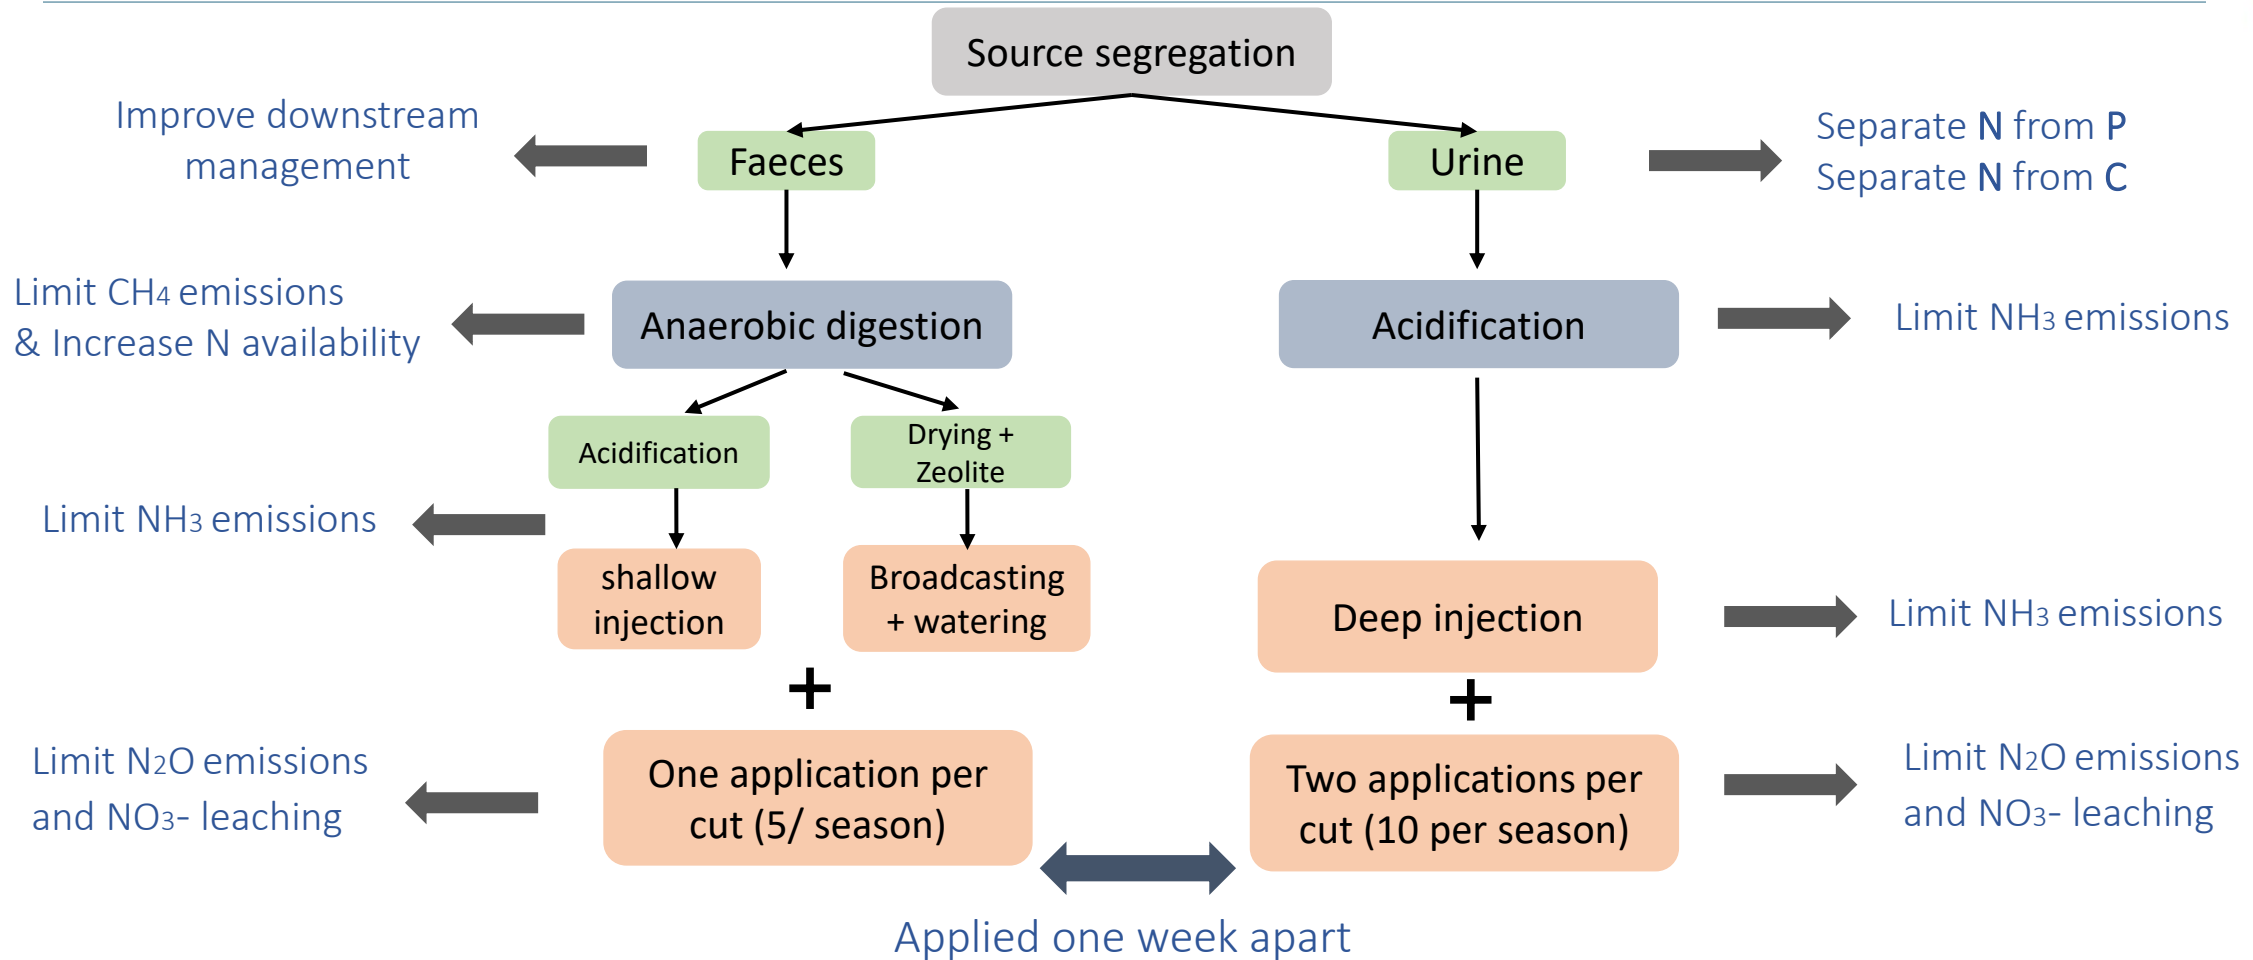 Source segregation
Improve downstream
management
Faeces
Urine
Separate N from P
Separate N from C
Limit CH4 emissions
& Increase N availability
Anaerobic digestion
Acidification
Limit NH3 emissions
Acidification
Drying +
Zeolite
Limit NH3 emissions
shallow
injection
Broadcasting
+ watering
Deep injection
Limit NH3 emissions
+
+
Limit N2O emissions
and NO3- leaching
One application per
cut (5/ season)
Two applications per
cut (10 per season)
Limit N2O emissions
and NO3- leaching
Applied one week apart